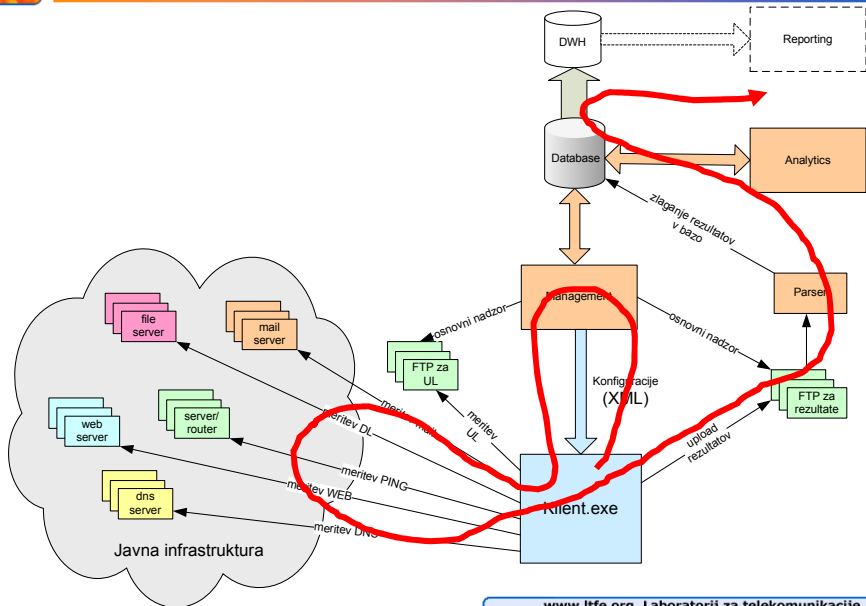 DWH
Reporting
Database
Analytics
zlaganje rezultatov
v bazo
Management
Parser
osnovni nadzor
osnovni nadzor
file
server
mail
server
FTP za
UL
Konfiguracije
(XML)
FTP za
rezultate
web
server
server/
router
meritev DL
meritev mail
meritev
UL
upload
rezultatov
meritev PING
meritev WEB
dns
server
meritev DNS
Klient.exe
Javna infrastruktura
www.ltfe.org, Laboratorij za telekomunikacije